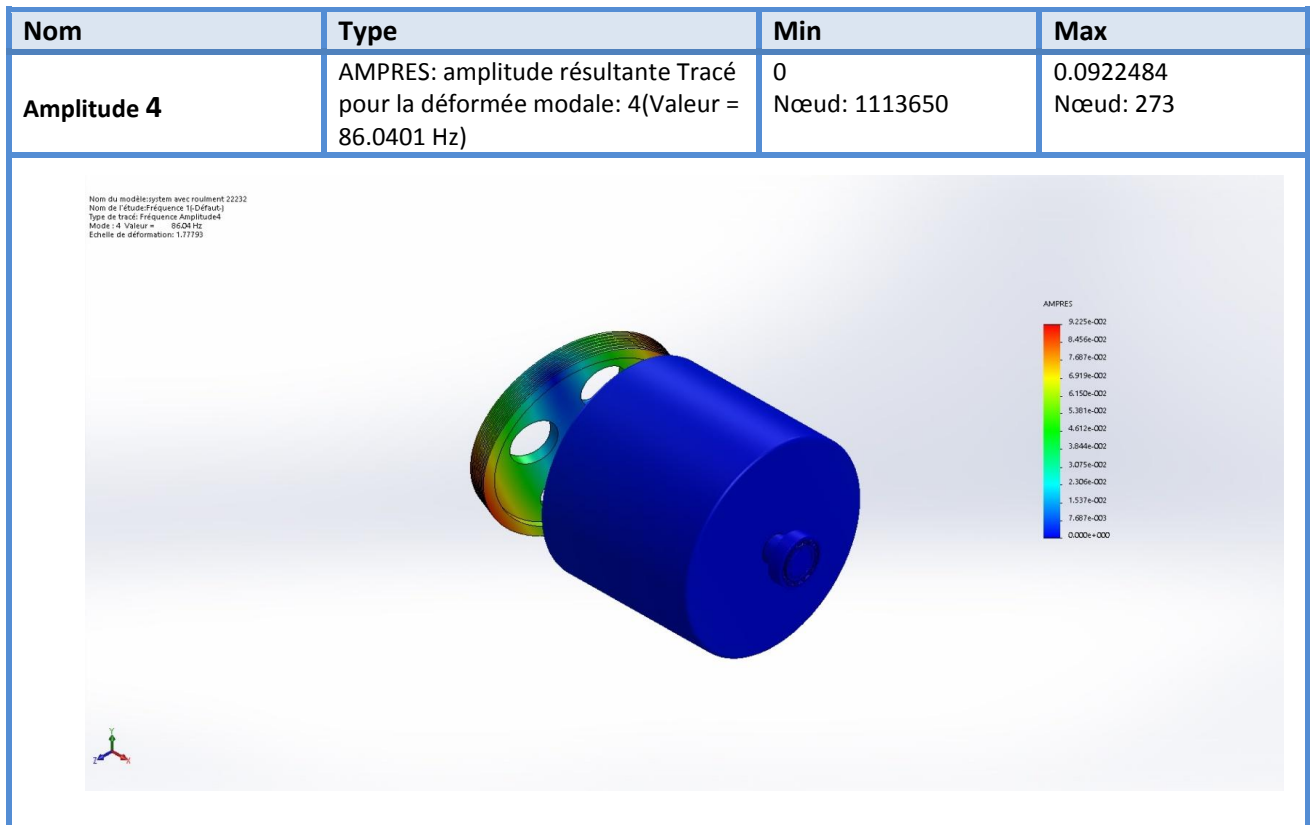 Nom Type Min Max
Amplitude 4
AMPRES: amplitude résultante Tracé
pour la déformée modale: 4(Valeur =
86.0401 Hz)
0
Nœud: 1113650
0.0922484
Nœud: 273
Nom du modèle:system avec roulment 22232
Nom de l'étude:Fréquence 1(-Défaut-)
Type de tracé: Fréquence Amplitude4
Mode : 4 Valeur = 86.04 Hz
Echelle de déformation: 1.77793
AMPRES
9.225e-002
8.456e-002
7.687e-002
6.919e-002
6.150e-002
5.381e-002
4.612e-002
3.844e-002
3.075e-002
2.306e-002
1.537e-002
7.687e-003
0.000e+000
Y
Z
X